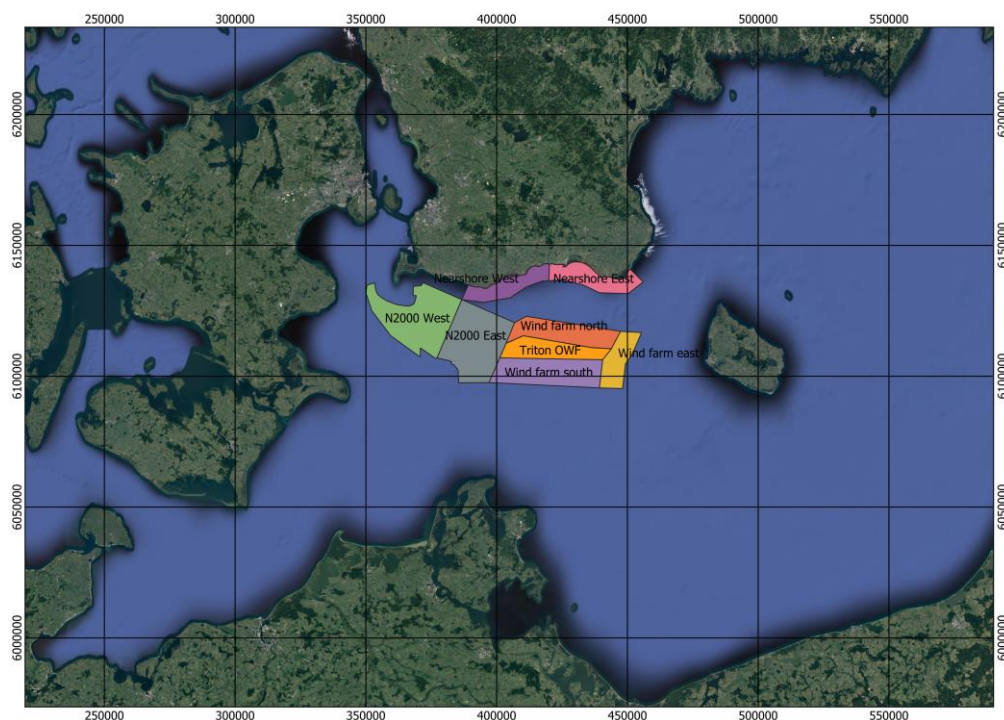 250000 300000 350000 400000 450000 500000 550000
6200000 6200000
6150000 6150000
Nearshore West Nearshore East
N2000 West
N2000 East
Wind farm north
Triton OWF
Wind farm east
Wind farm south
6100000 6100000
6050000 6050000
6000000 6000000
250000 300000 350000 400000 450000 500000 550000